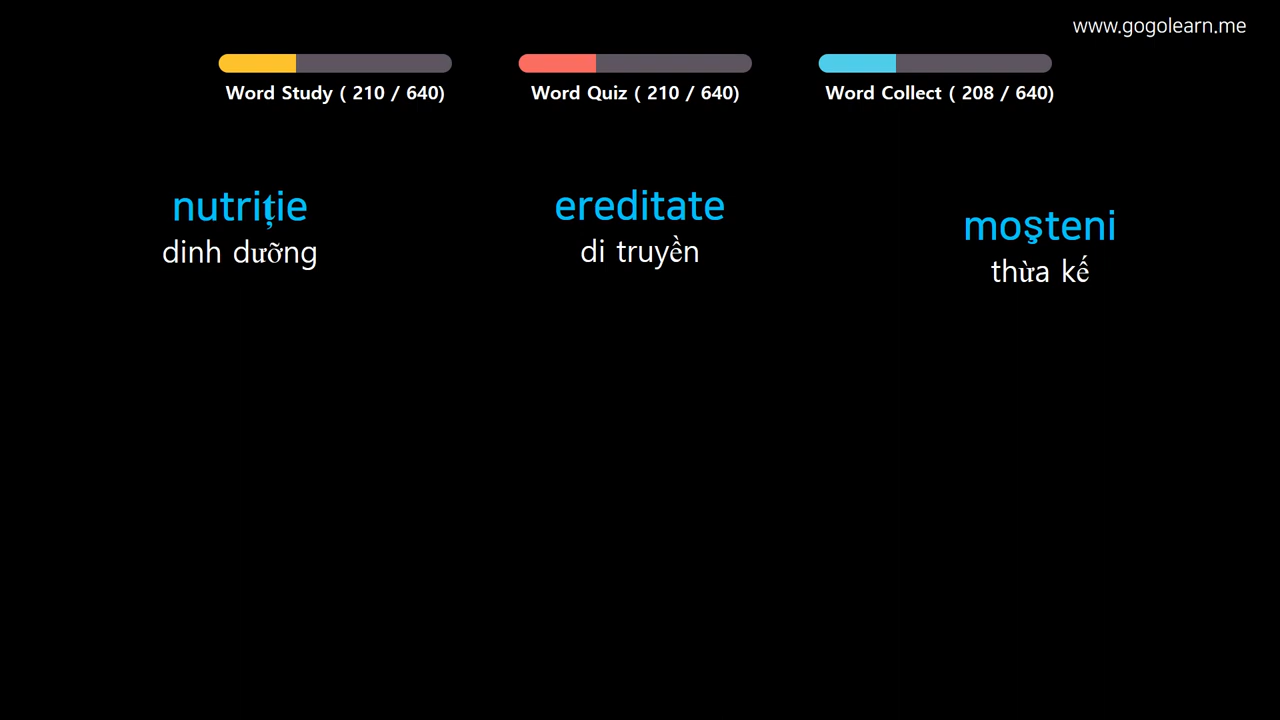 www.gogolearn.me
Word Study ( 210 / 640)
Word Quiz ( 210 / 640)
Word Collect ( 208 / 640)
nutriție
dinh dưỡng
ereditate
di truyền
moşteni
thừa kế